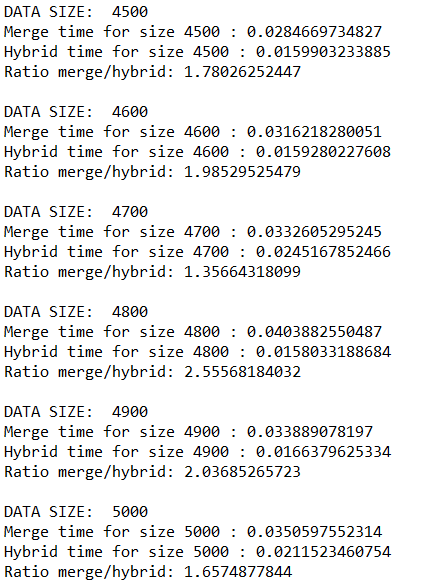 DATA SIZE:  4500
Merge time for size 4500 : 0.0284669734827
Hybrid time for size 4500 : 0.0159903233885
Ratio merge/hybrid: 1.78026252447
DATA SIZE:  4600
Merge time for size 4600 : 0.0316218280051
Hybrid time for size 4600 : 0.0159280227608
Ratio merge/hybrid: 1.98529525479
DATA SIZE:  4700
Merge time for size 4700 : 0.0332605295245
Hybrid time for size 4700 : 0.0245167852466
Ratio merge/hybrid: 1.35664318099
DATA SIZE:  4800
Merge time for size 4800 : 0.0403882550487
Hybrid time for size 4800 : 0.0158033188684
Ratio merge/hybrid: 2.55568184032
DATA SIZE:  4900
Merge time for size 4900 : 0.033889078197
Hybrid time for size 4900 : 0.0166379625334
Ratio merge/hybrid: 2.03685265723
DATA SIZE:  5000
Merge time for size 5000 : 0.0350597552314
Hybrid time for size 5000 : 0.0211523460754
Ratio merge/hybrid: 1.6574877844